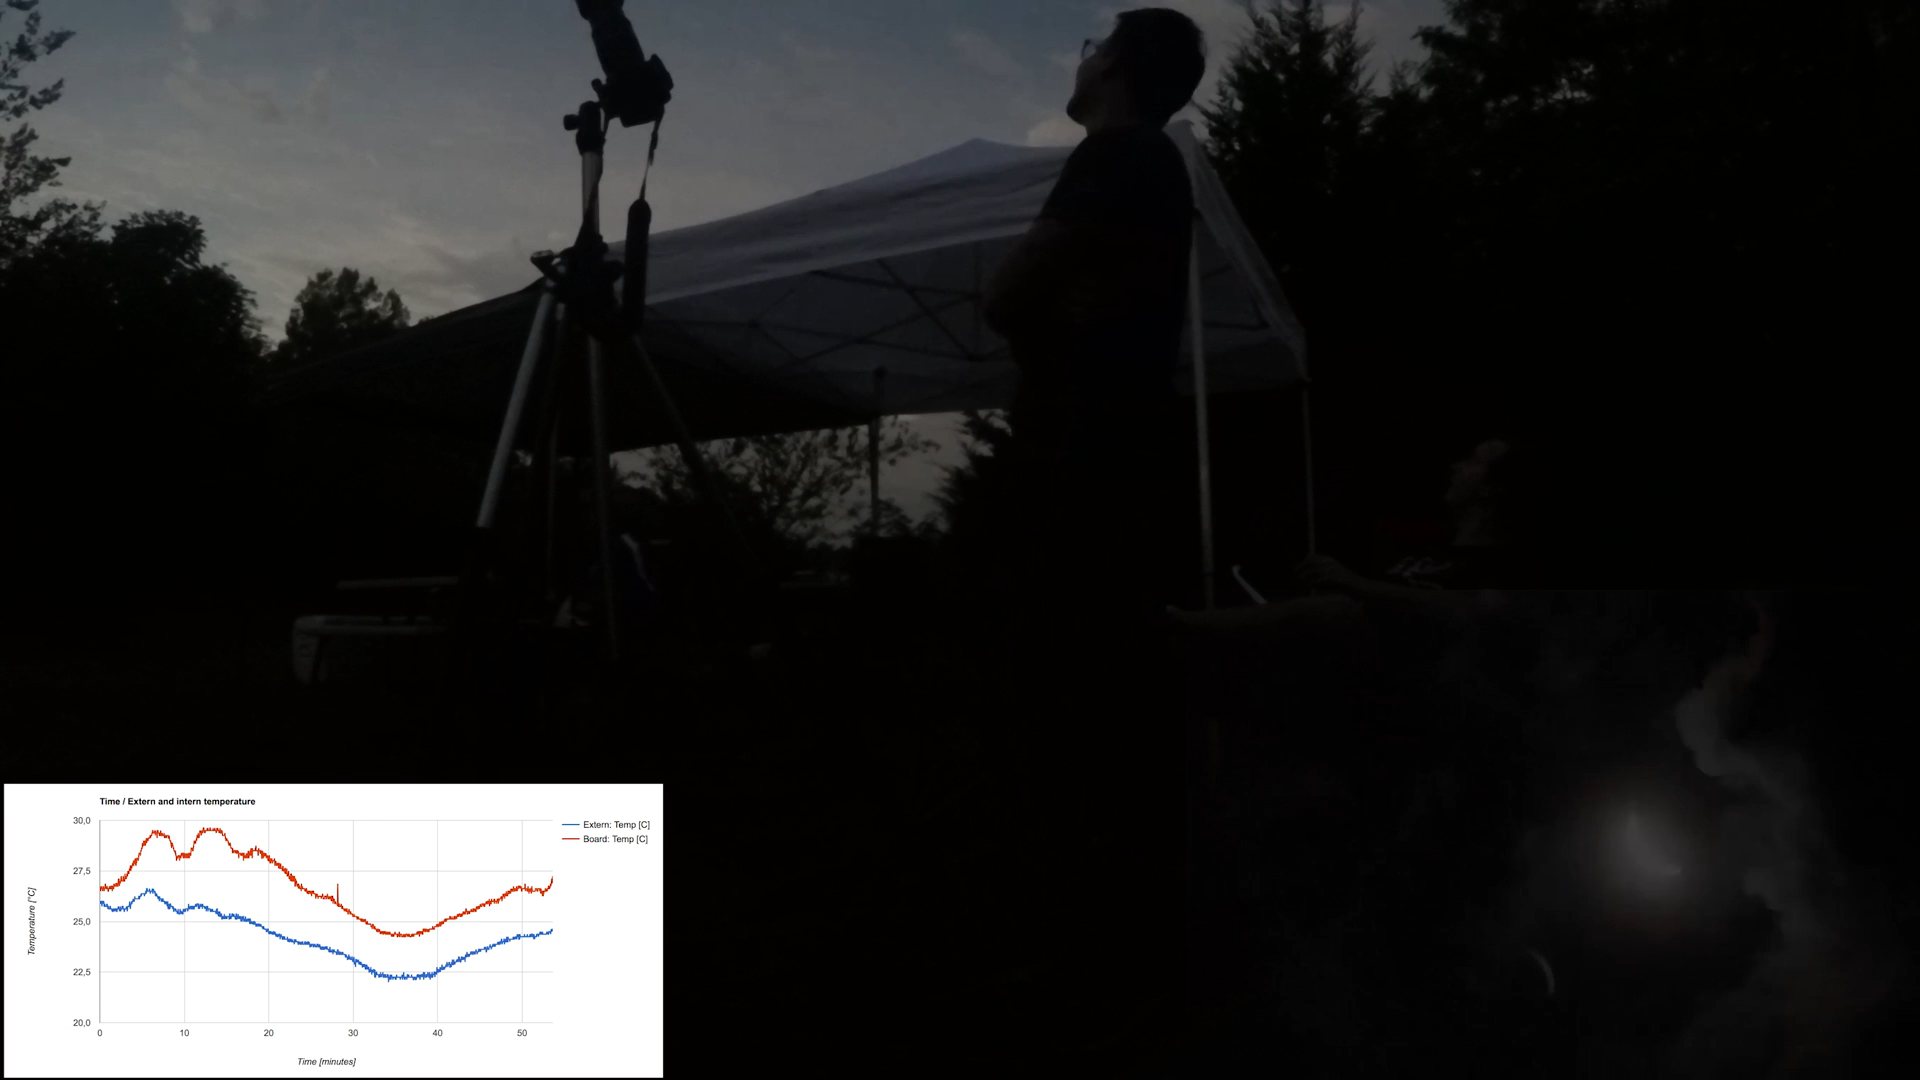 Time / Extern and intern temperature
Extern: Temp [C]
Board: Temp [C]
30,0
27,5
25,0
22,5
20,0
Temperature [°C]
0 10 20 30 40 50
Time [minutes]